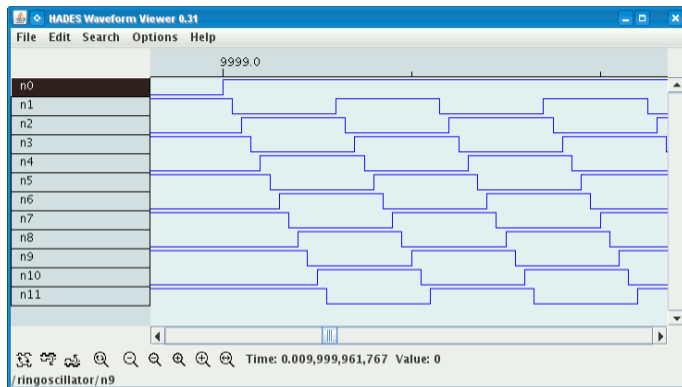 HADES Waveform Viewer 0.31
File Edit Search Options Help
9999.0
n0
n1
n2
n3
n4
n5
n6
n7
n8
n9
n10
n11
Time: 0.009,999,961,767 Value: 0
/ringoscillator/n9